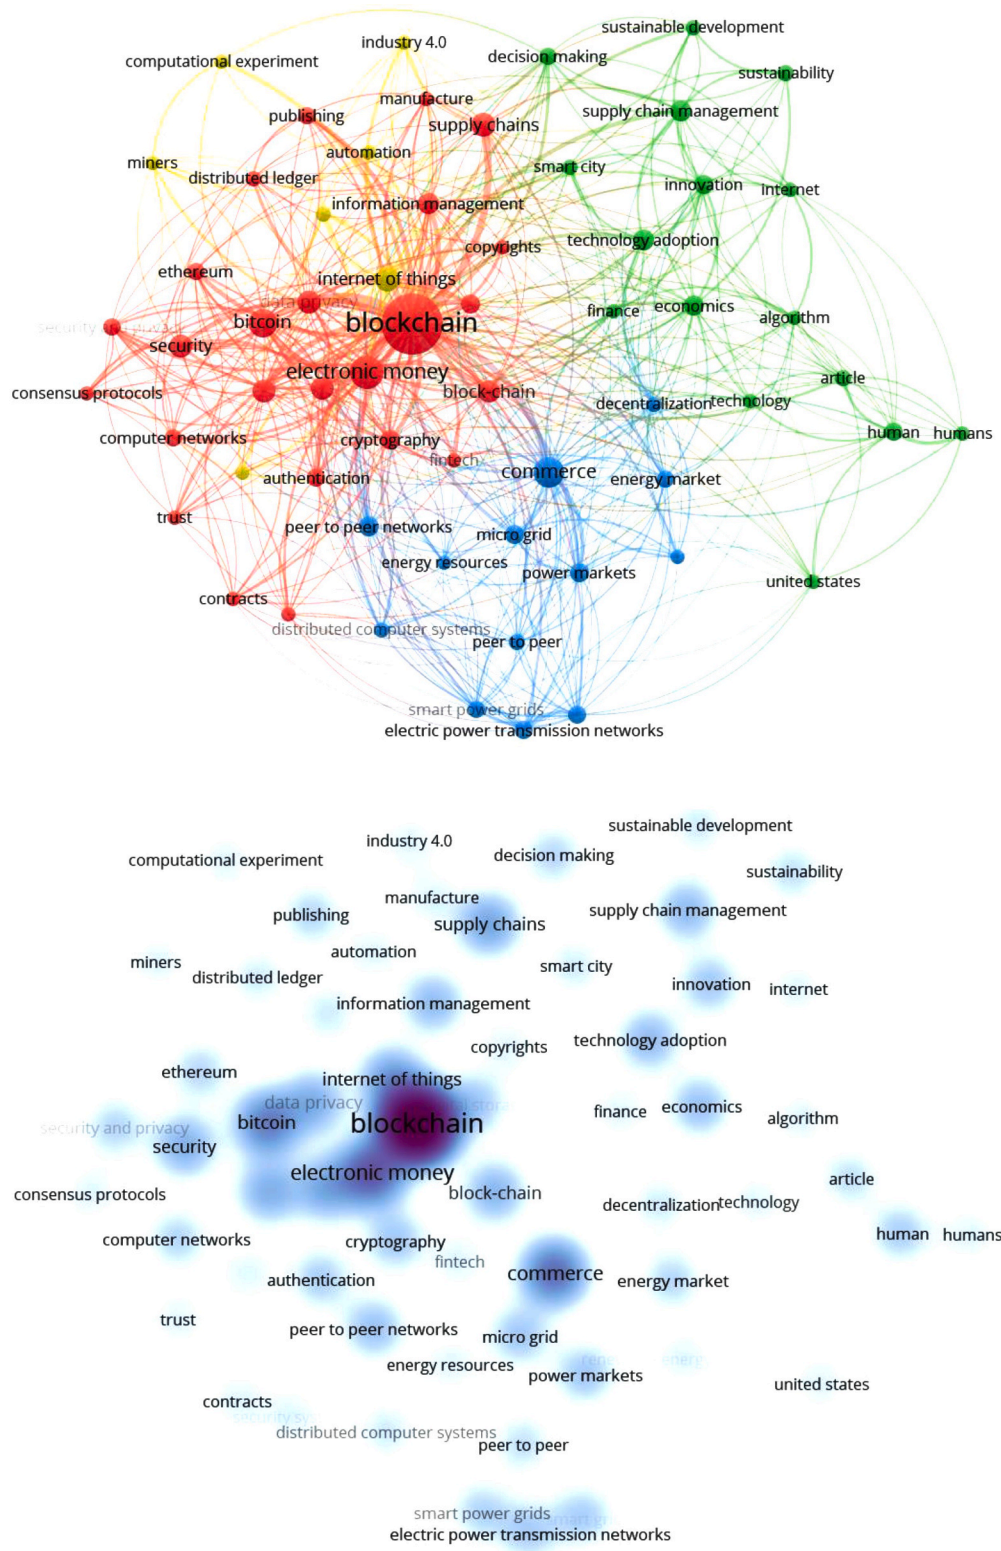 sustainable development
industry 4.0
decision making
computational experiment
sustainability
manufacture
publishing
supply chains
supply chain management
automation
miners
distributed ledger
smart city
innovation
internet
information management
copyrights
technology adoption
ethereum
internet of things
data privacy
finance
economics
algorithm
bitcoin
blockchain
security and privacy
security
electronic money
article
consensus protocols
block-chain
decentralization
technology
computer networks
cryptography
human
humans
fintech
commerce
authentication
energy market
trust
peer to peer networks
micro grid
energy resources
power markets
united states
contracts
distributed computer systems
peer to peer
smart power grids
electric power transmission networks
sustainable development
industry 4.0
decision making
computational experiment
sustainability
manufacture
publishing
supply chains
supply chain management
automation
miners
distributed ledger
smart city
innovation
internet
information management
copyrights
technology adoption
ethereum
internet of things
data privacy
finance
economics
algorithm
bitcoin
blockchain
security and privacy
security
electronic money
article
consensus protocols
block-chain
decentralization
technology
computer networks
cryptography
human
humans
fintech
commerce
authentication
energy market
trust
peer to peer networks
micro grid
energy resources
power markets
united states
contracts
distributed computer systems
peer to peer
smart power grids
electric power transmission networks